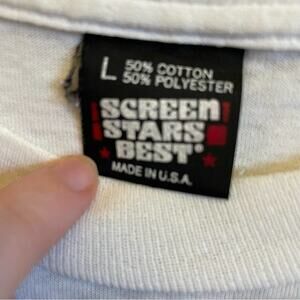 L 50% COTTON
50% POLYESTER
SCREEN
STARS
BEST
MADE IN U.S.A.